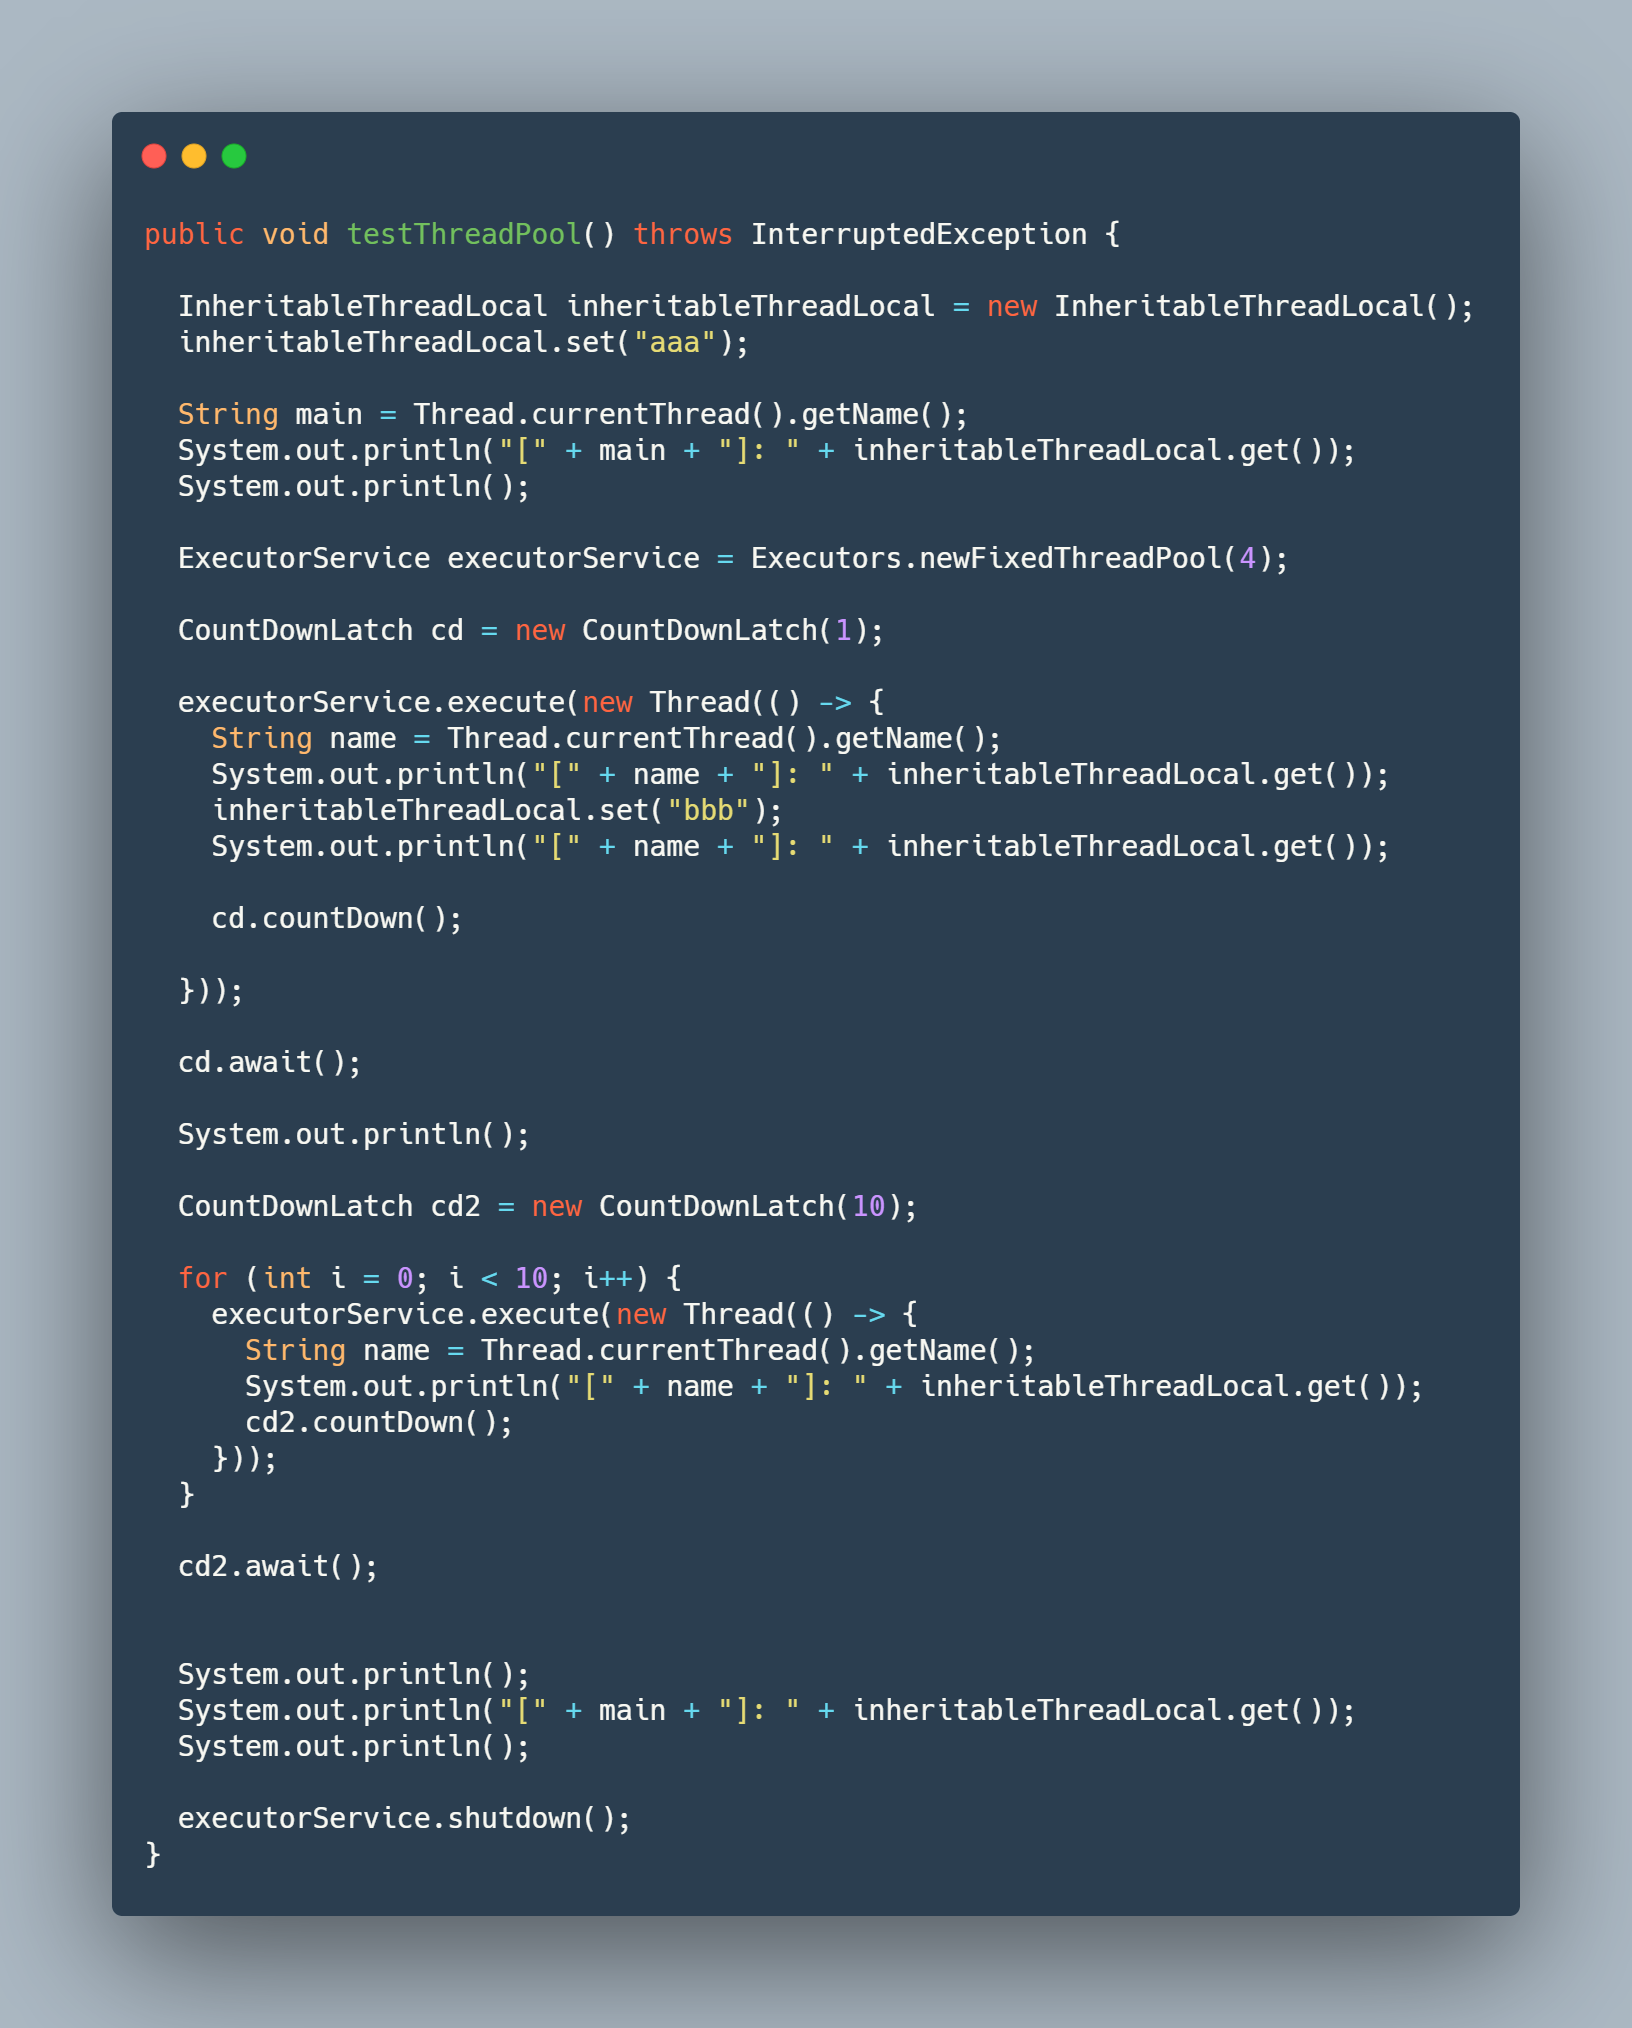 public void testThreadPool() throws InterruptedException {
  InheritableThreadLocal inheritableThreadLocal = new InheritableThreadLocal();
  inheritableThreadLocal.set("aaa");
  String main = Thread.currentThread().getName();
  System.out.println("[" + main + "]: " + inheritableThreadLocal.get());
  System.out.println();
  ExecutorService executorService = Executors.newFixedThreadPool(4);
  CountDownLatch cd = new CountDownLatch(1);
  executorService.execute(new Thread(() -> {
    String name = Thread.currentThread().getName();
    System.out.println("[" + name + "]: " + inheritableThreadLocal.get());
    inheritableThreadLocal.set("bbb");
    System.out.println("[" + name + "]: " + inheritableThreadLocal.get());
    cd.countDown();
  }));
  cd.await();
  System.out.println();
  CountDownLatch cd2 = new CountDownLatch(10);
  for (int i = 0; i < 10; i++) {
    executorService.execute(new Thread(() -> {
      String name = Thread.currentThread().getName();
      System.out.println("[" + name + "]: " + inheritableThreadLocal.get());
      cd2.countDown();
    }));
  }
  cd2.await();
  System.out.println();
  System.out.println("[" + main + "]: " + inheritableThreadLocal.get());
  System.out.println();
  executorService.shutdown();
}